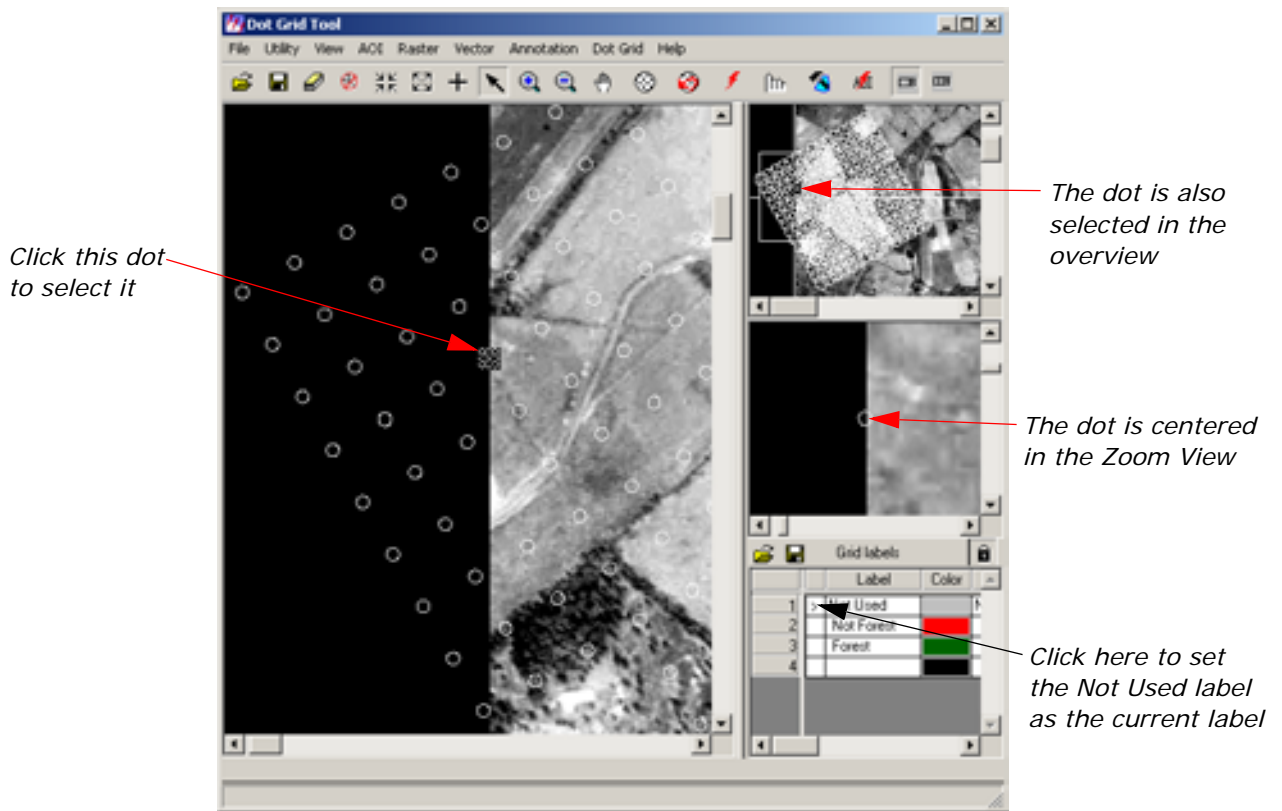 Dot Grid Tool
File Utility View AOI Raster Vector Annotation Dot Grid Help
The dot is also
selected in the
overview
Click this dot
to select it
The dot is centered
in the Zoom View
Grid labels
Label Color
1 > Not Used N
2 Not Forest
3 Forest
4
Click here to set
the Not Used label
as the current label